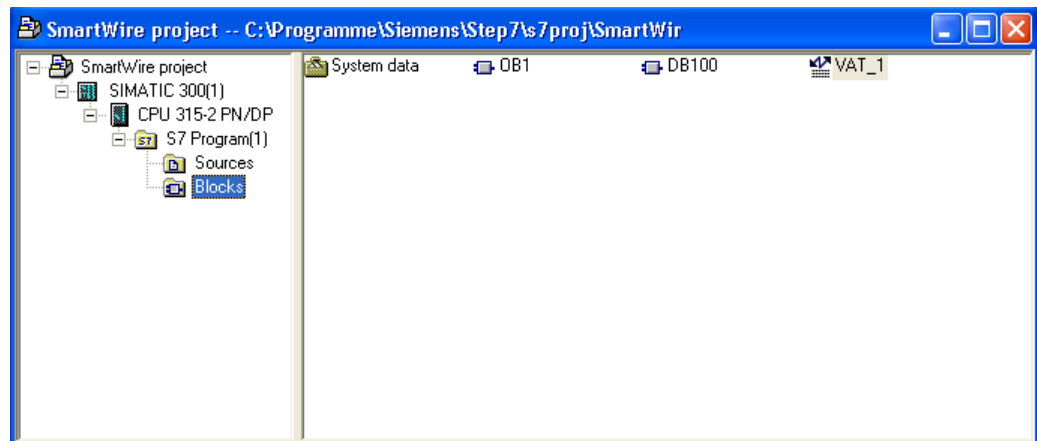 SmartWire project -- C:\Programme\Siemens\Step7\s7proj\SmartWir
SmartWire project
SIMATIC 300(1)
CPU 315-2 PN/DP
S7 Program(1)
Sources
Blocks
System data OB1 DB100 VAT_1